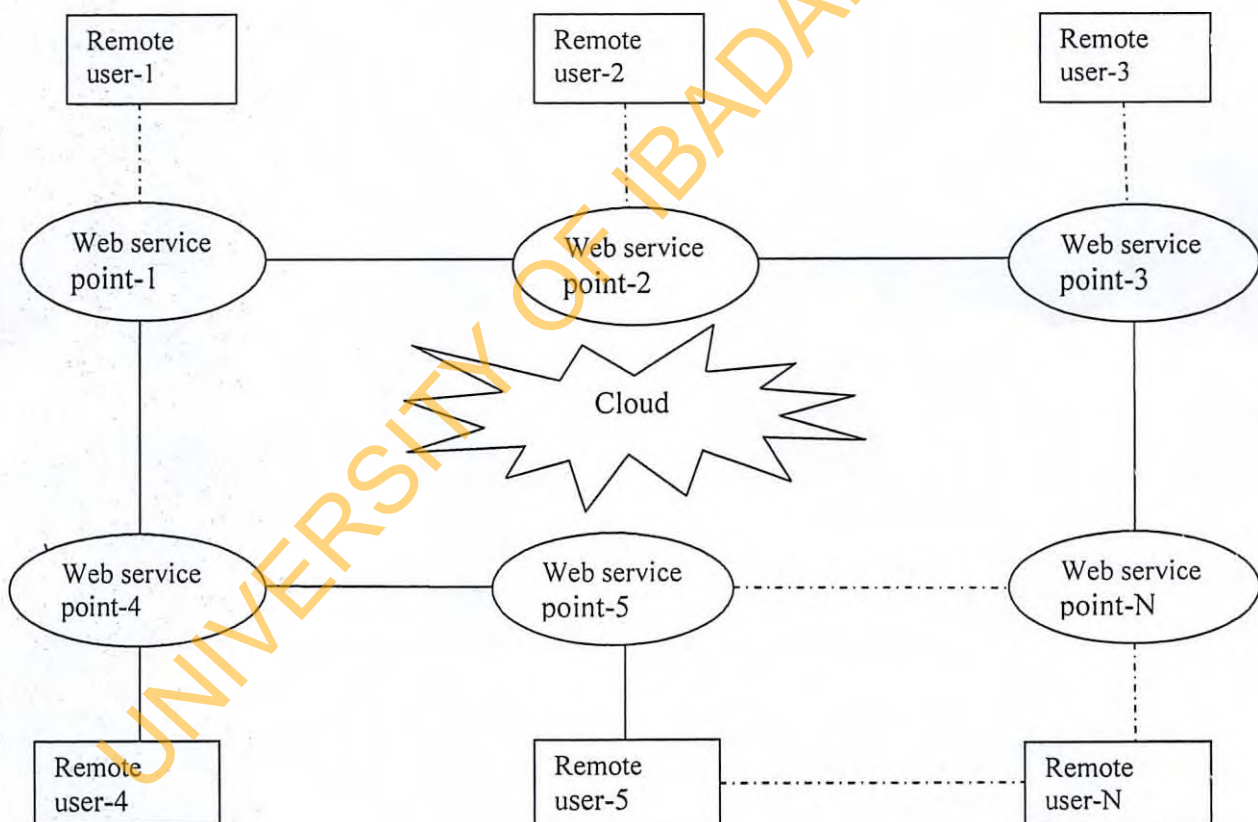 Remote
user-1
Remote
user-2
Remote
user-3
Web service
point-1
Web service
point-2
Web service
point-3
Cloud
Web service
point-4
Web service
point-5
Web service
point-N
Remote
user-4
Remote
user-5
Remote
user-N
UNIVERSITY OF IBADAN